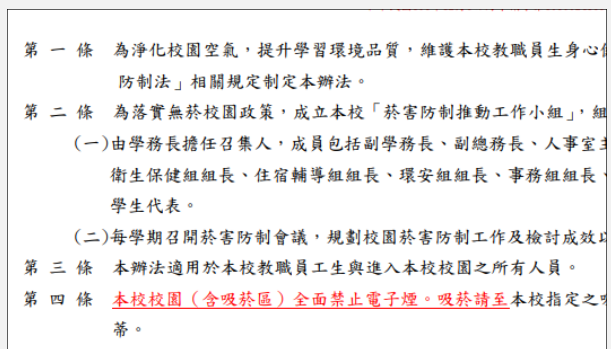 第 一 條 為淨化校園空氣，提升學習環境品質，維護本校教職員生身心
防制法」相關規定制定本辦法。
第 二 條 為落實無菸校園政策，成立本校「菸害防制推動工作小組」，組
(一)由學務長擔任召集人，成員包括副學務長、副總務長、人事室主
衛生保健組組長、住宿輔導組組長、環安組組長、事務組組長、
學生代表。
(二)每學期召開菸害防制會議，規劃校園菸害防制工作及檢討成效以
第 三 條 本辦法適用於本校教職員工生與進入本校校園之所有人員。
第 四 條 本校校園（含吸菸區）全面禁止電子煙。吸菸請至本校指定之
蒂。